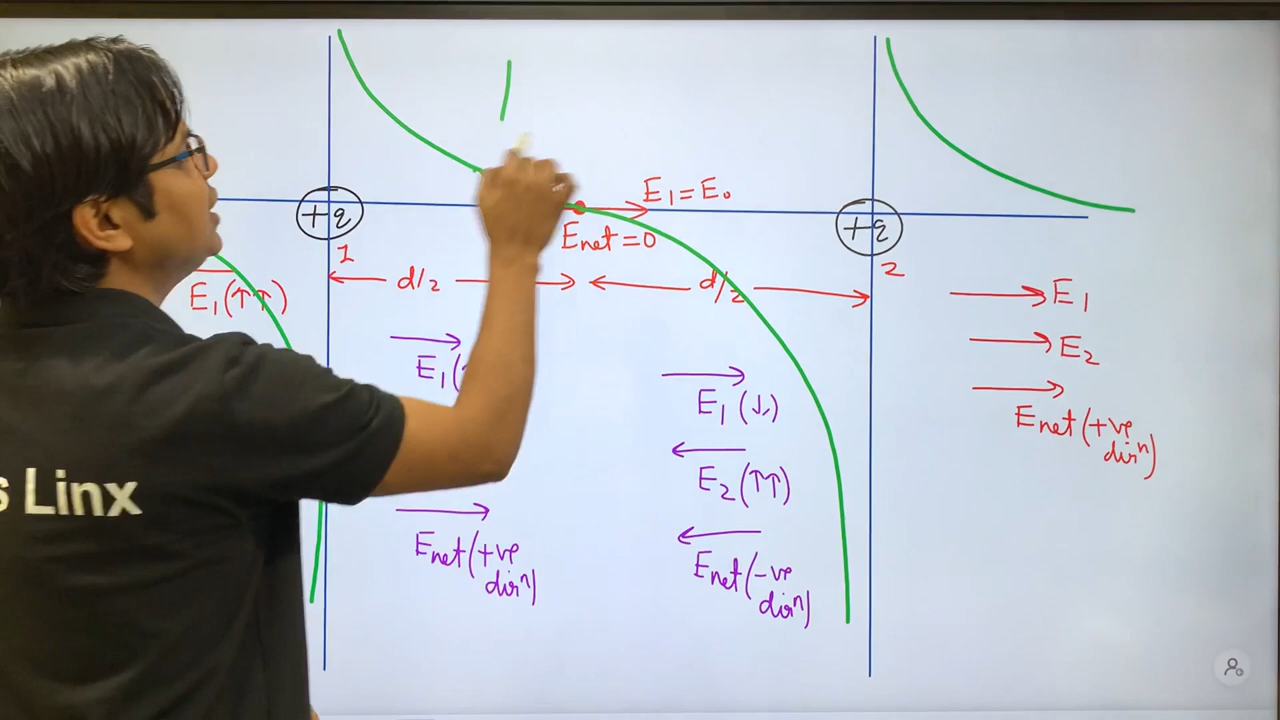 E₁ = E₀
+q
+q
Enet = 0
1
2
d/2
d/2
E₁(↑↑)
E₁
E₂
Enet(+ve
dirⁿ)
E₁(
E₁(↓)
E₂(↑↑)
Enet(+ve
dirⁿ)
Enet(-ve
dirⁿ)
s Linx